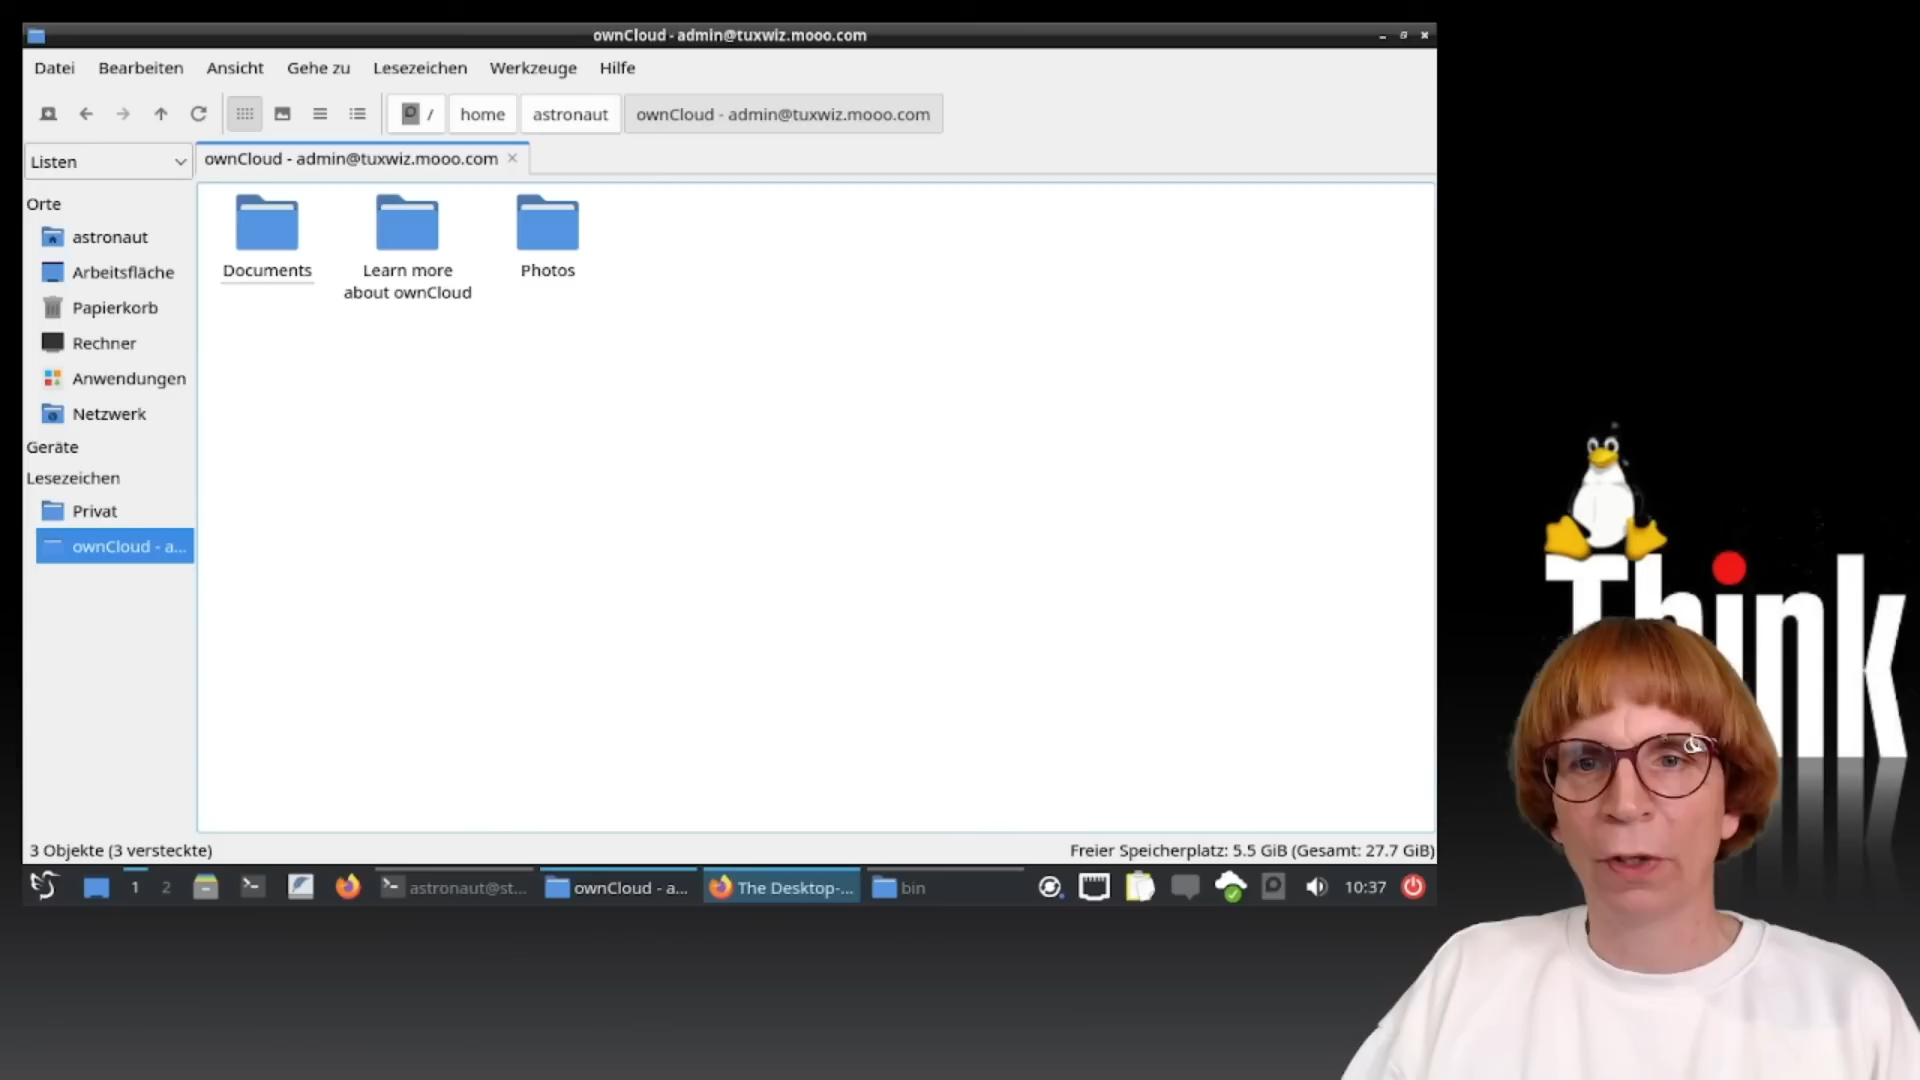 ownCloud - admin@tuxwiz.mooo.com
Datei Bearbeiten Ansicht Gehe zu Lesezeichen Werkzeuge Hilfe
/ home astronaut ownCloud - admin@tuxwiz.mooo.com
Listen
ownCloud - admin@tuxwiz.mooo.com
Orte
astronaut
Arbeitsfläche
Papierkorb
Rechner
Anwendungen
Netzwerk
Geräte
Lesezeichen
Privat
ownCloud - a...
Documents
Learn more
about ownCloud
Photos
3 Objekte (3 versteckte)
Freier Speicherplatz: 5.5 GiB (Gesamt: 27.7 GiB)
1 2 astronaut@st... ownCloud - a... The Desktop-... bin 10:37
Think